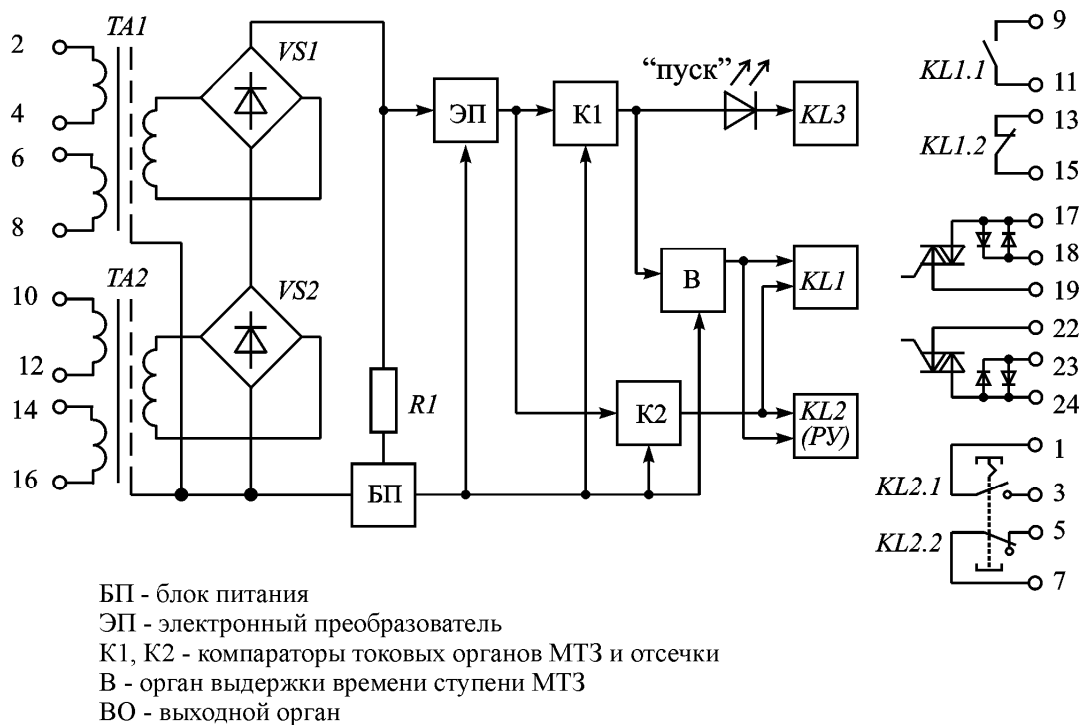 TA1
2
4
6
8
VS1
TA2
10
12
14
16
VS2
R1
БП
ЭП
К1
"пуск"
KL3
В
KL1
К2
KL2
(РУ)
KL1.1
9
11
KL1.2
13
15
17
18
19
22
23
24
KL2.1
1
3
KL2.2
5
7
БП - блок питания
ЭП - электронный преобразователь
К1, К2 - компараторы токовых органов МТЗ и отсечки
В - орган выдержки времени ступени МТЗ
ВО - выходной орган